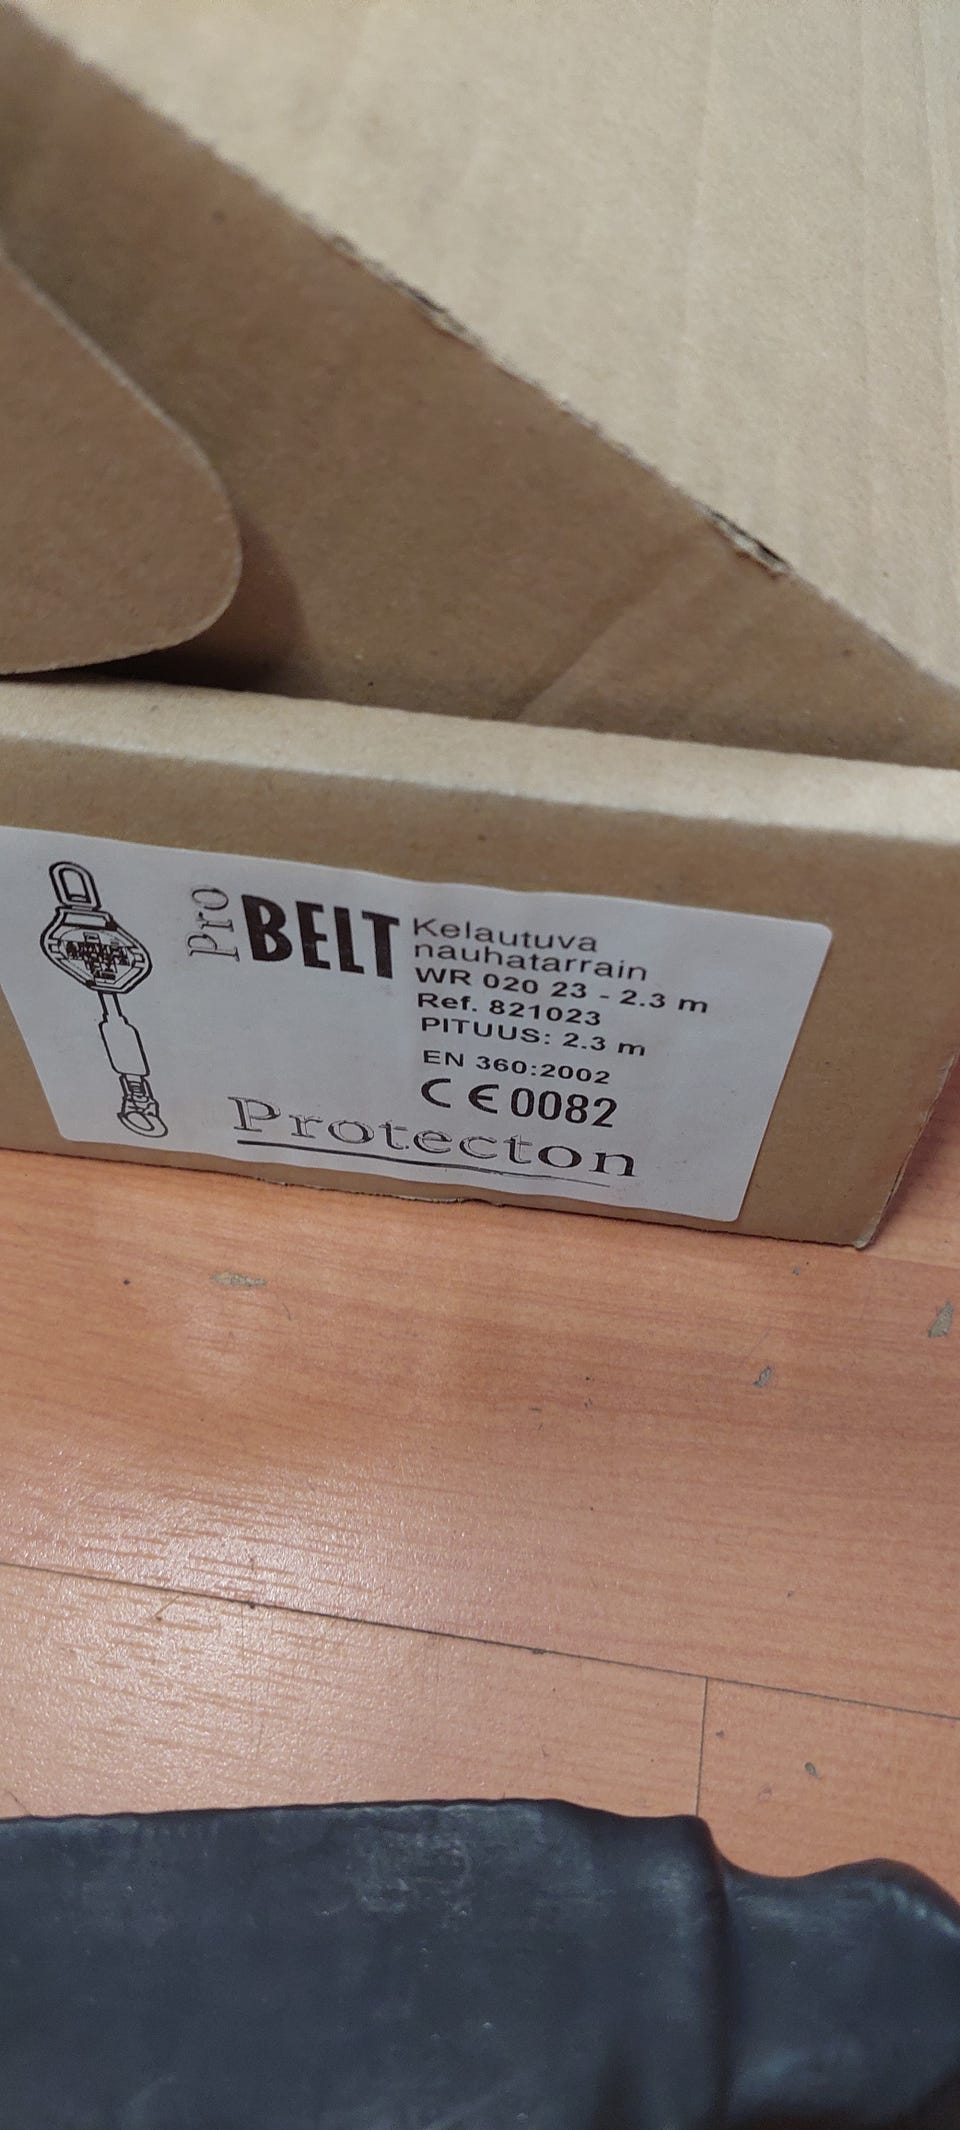 Pro BELT
Kelautuva
nauhatarrain
WR 020 23 - 2.3 m
Ref. 821023
PITUUS: 2.3 m
EN 360:2002
CE 0082
Protecton